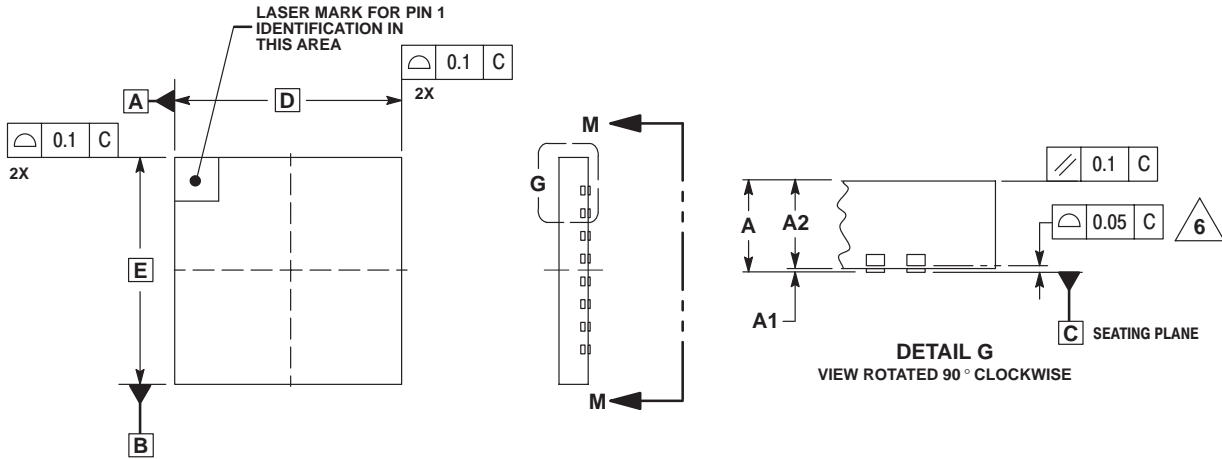 LASER MARK FOR PIN 1
IDENTIFICATION IN
THIS AREA
0.1 C
2X
A
D
0.1 C
2X
E
B
M
G
M
A
A2
A1
0.1 C
0.05 C
6
C SEATING PLANE
DETAIL G
VIEW ROTATED 90 ° CLOCKWISE